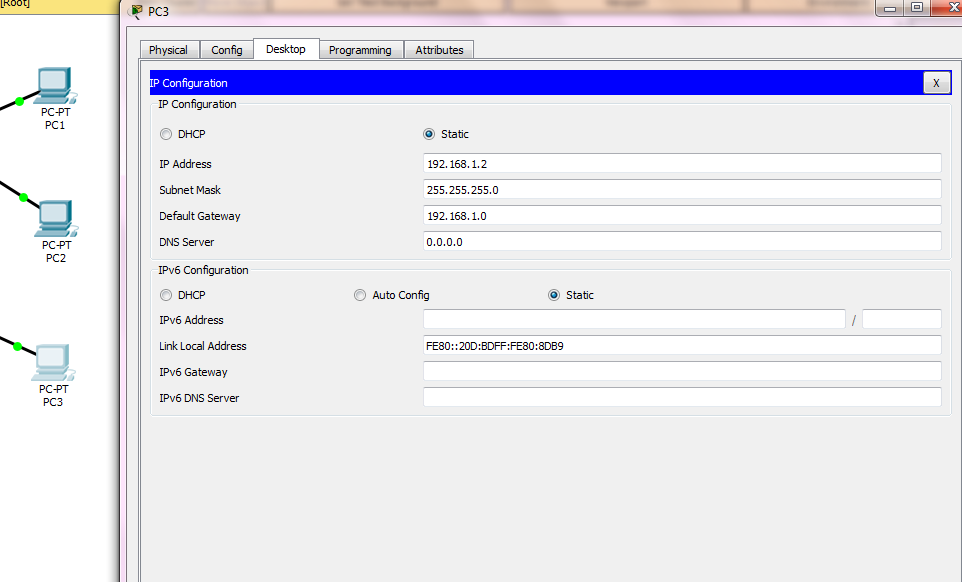 [Root]
PC3
Physical Config Desktop Programming Attributes
IP Configuration
X
IP Configuration
DHCP Static
IP Address 192.168.1.2
Subnet Mask 255.255.255.0
Default Gateway 192.168.1.0
DNS Server 0.0.0.0
IPv6 Configuration
DHCP Auto Config Static
IPv6 Address /
Link Local Address FE80::20D:BDFF:FE80:8DB9
IPv6 Gateway
IPv6 DNS Server
PC-PT
PC1
PC-PT
PC2
PC-PT
PC3